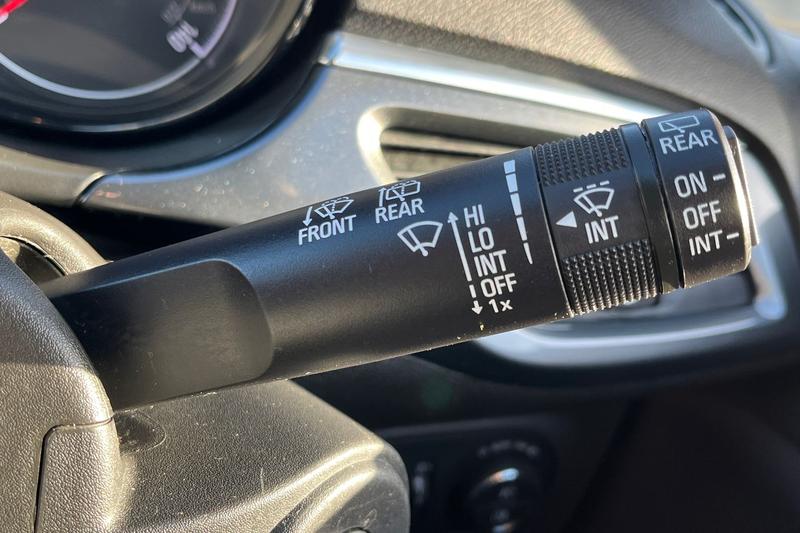 FRONT
REAR
HI
LO
INT
OFF
1x
INT
REAR
ON
OFF
INT